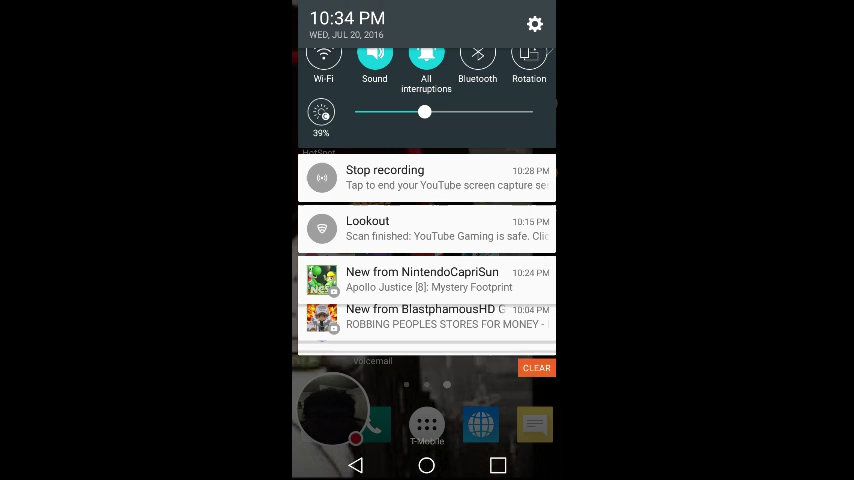 10:34 PM
WED, JUL 20, 2016
Wi-Fi
Sound
All
interruptions
Bluetooth
Rotation
39%
HotSpot
Stop recording
10:28 PM
Tap to end your YouTube screen capture se
Lookout
10:15 PM
Scan finished: YouTube Gaming is safe. Clic
New from NintendoCapriSun
10:24 PM
Apollo Justice [8]: Mystery Footprint
New from BlastphamousHD G
10:04 PM
ROBBING PEOPLES STORES FOR MONEY -
Voicemail
CLEAR
T-Mobile